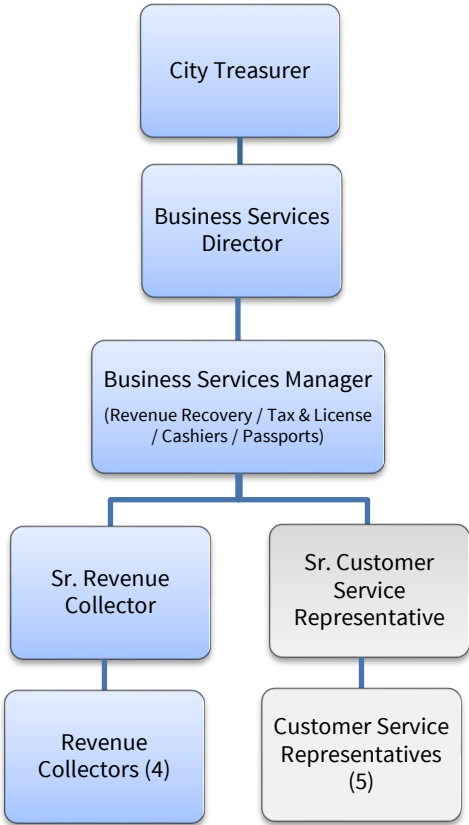 City Treasurer
Business Services
Director
Business Services Manager
(Revenue Recovery / Tax & License
/ Cashiers / Passports)
Sr. Revenue
Collector
Sr. Customer
Service
Representative
Revenue
Collectors (4)
Customer Service
Representatives
(5)